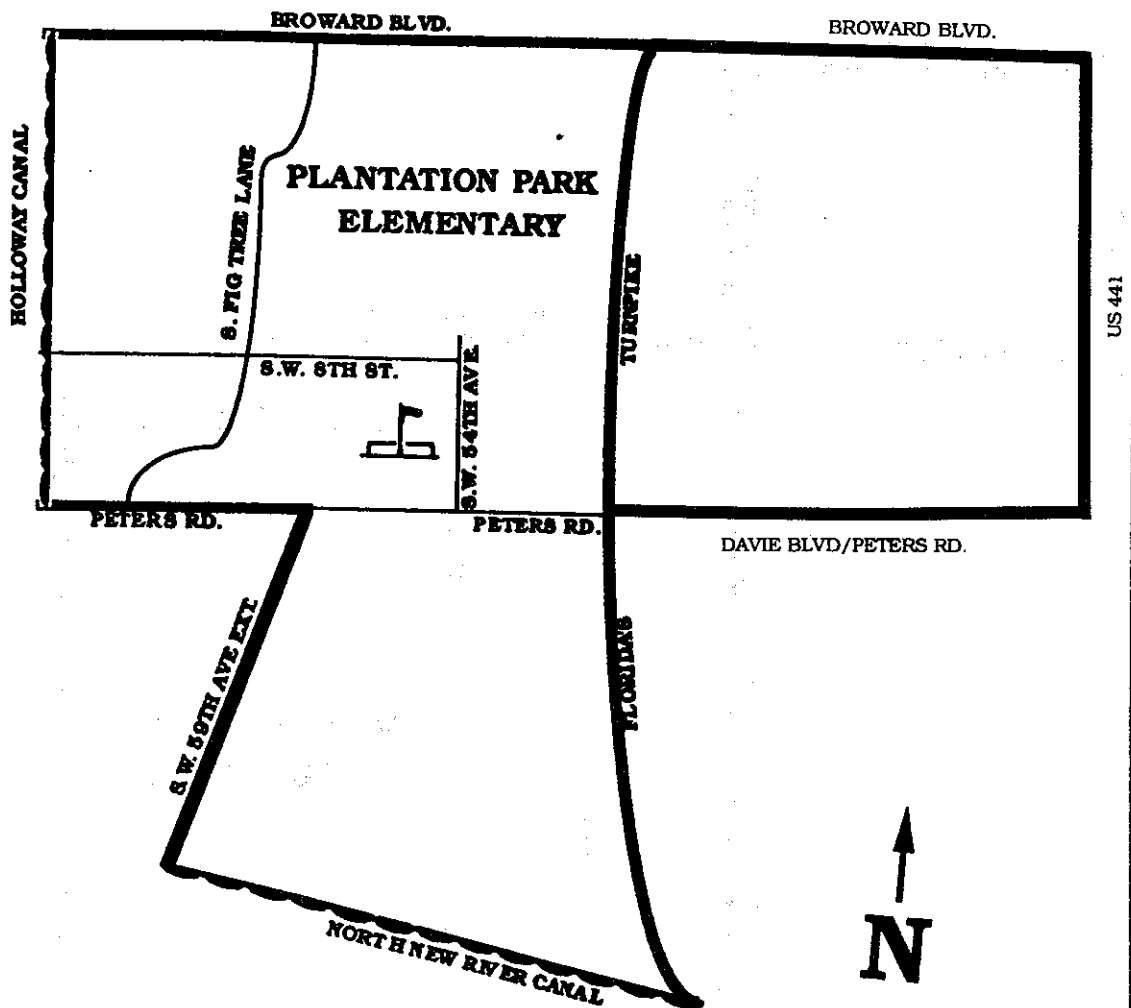 BROWARD BLVD.
BROWARD BLVD.
HOLLOWAY CANAL
S. FIG TREE LANE
PLANTATION PARK
ELEMENTARY
TURNPIKE
US 441
S.W. 8TH ST.
S.W. 54TH AVE.
PETERS RD.
PETERS RD.
DAVIE BLVD/PETERS RD.
S.W. 59TH AVE EXT.
FLORIDA'S
NORTH NEW RIVER CANAL
N